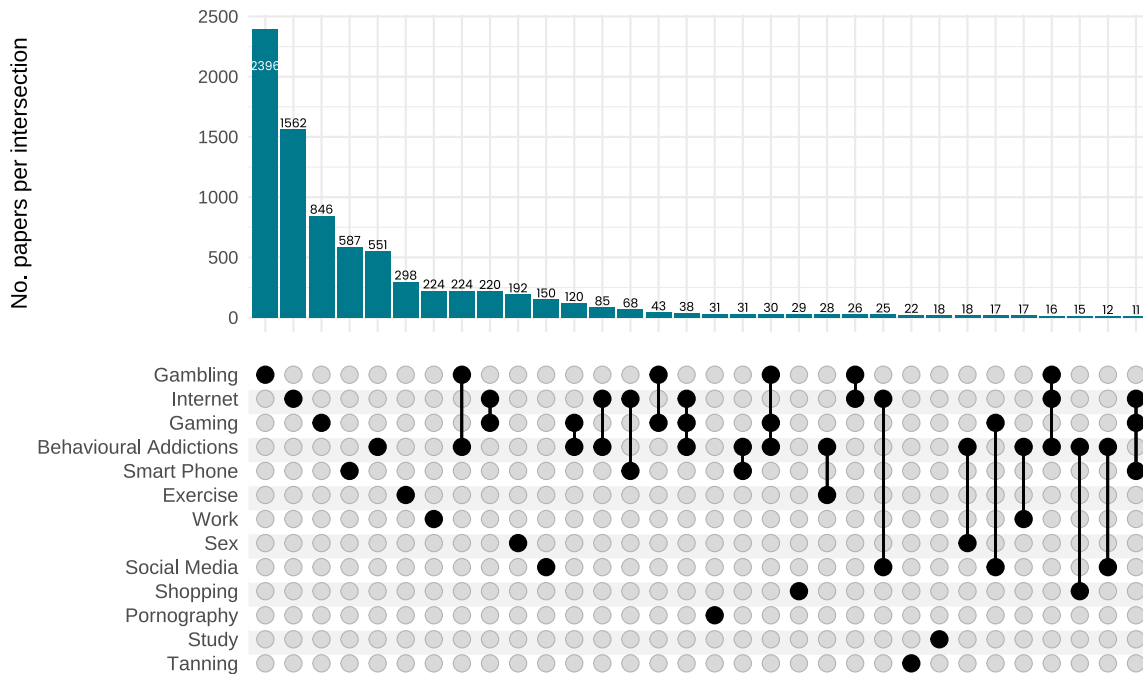 No. papers per intersection
2500
2000
1500
1000
500
0
2396
1562
846
587
551
298
224
224
220
192
150
120
85
68
43
38
31
31
30
29
28
26
25
22
18
18
17
17
16
15
12
11
Gambling
Internet
Gaming
Behavioural Addictions
Smart Phone
Exercise
Work
Sex
Social Media
Shopping
Pornography
Study
Tanning